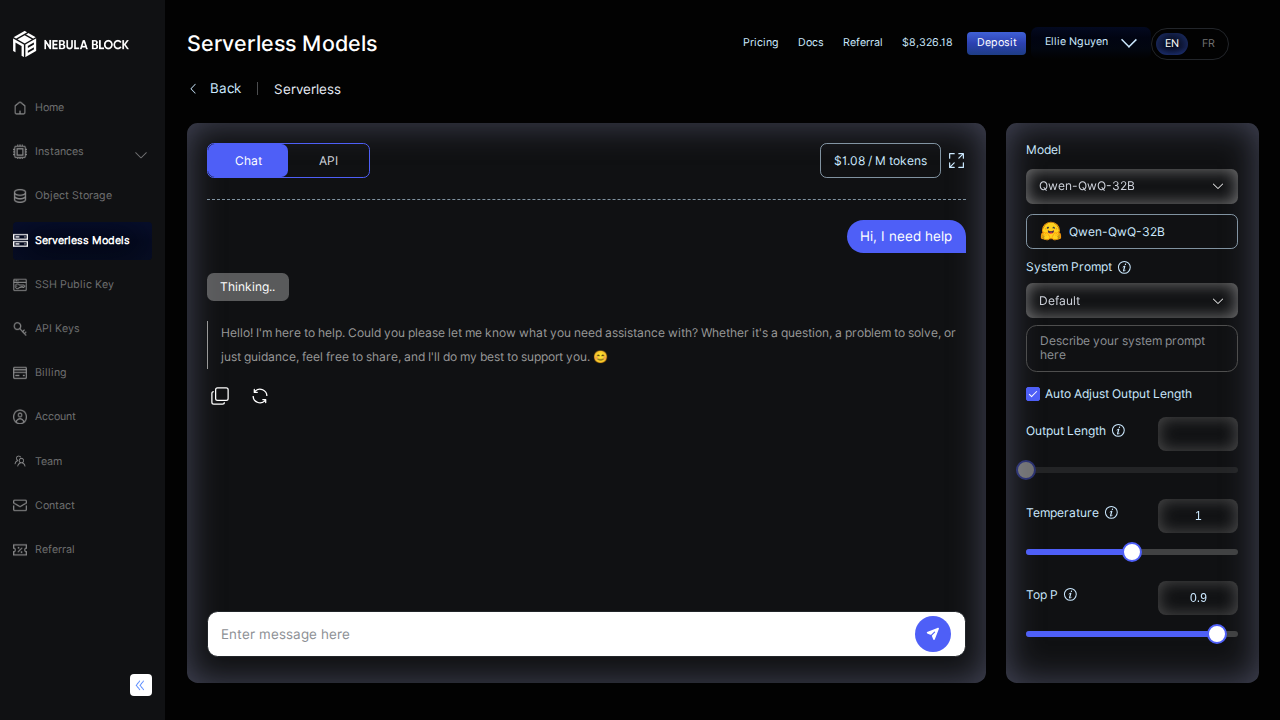 NEBULA BLOCK
Home
Instances
Object Storage
Serverless Models
SSH Public Key
API Keys
Billing
Account
Team
Contact
Referral
Serverless Models
Pricing Docs Referral $8,326.18 Deposit Ellie Nguyen EN FR
Back Serverless
Chat API $1.08 / M tokens
Hi, I need help
Thinking..
Hello! I'm here to help. Could you please let me know what you need assistance with? Whether it's a question, a problem to solve, or
just guidance, feel free to share, and I'll do my best to support you. 😊
Enter message here
Model
Qwen-QwQ-32B
Qwen-QwQ-32B
System Prompt
Default
Describe your system prompt
here
Auto Adjust Output Length
Output Length
Temperature 1
Top P 0.9